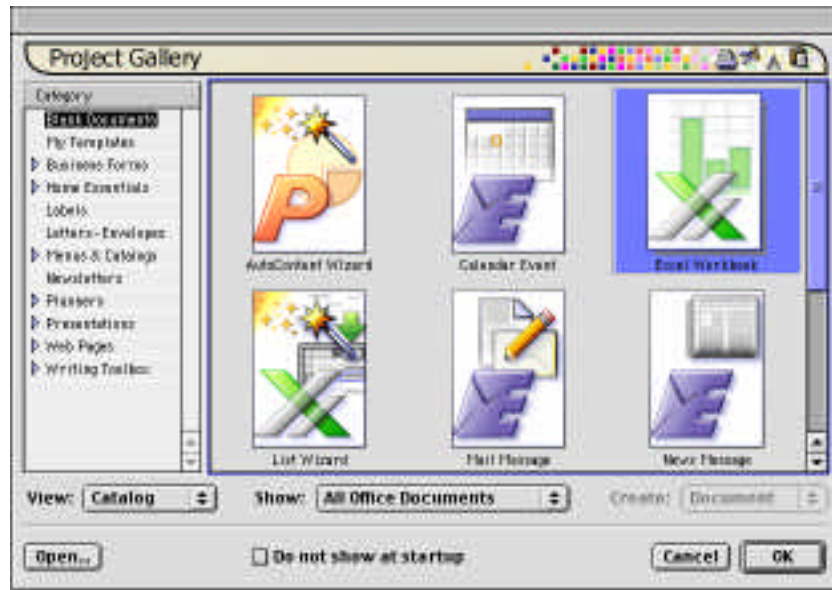 Project Gallery
Category
Blank Documents
My Templates
Business Forms
Home Essentials
Labels
Letters-Envelopes
Menus & Catalogs
Newsletters
Planners
Presentations
Web Pages
Writing Toolbox
AutoContent Wizard
Calendar Event
Excel Workbook
List Wizard
Mail Message
News Message
View: Catalog
Show: All Office Documents
Create: Document
Open...
Do not show at startup
Cancel
OK